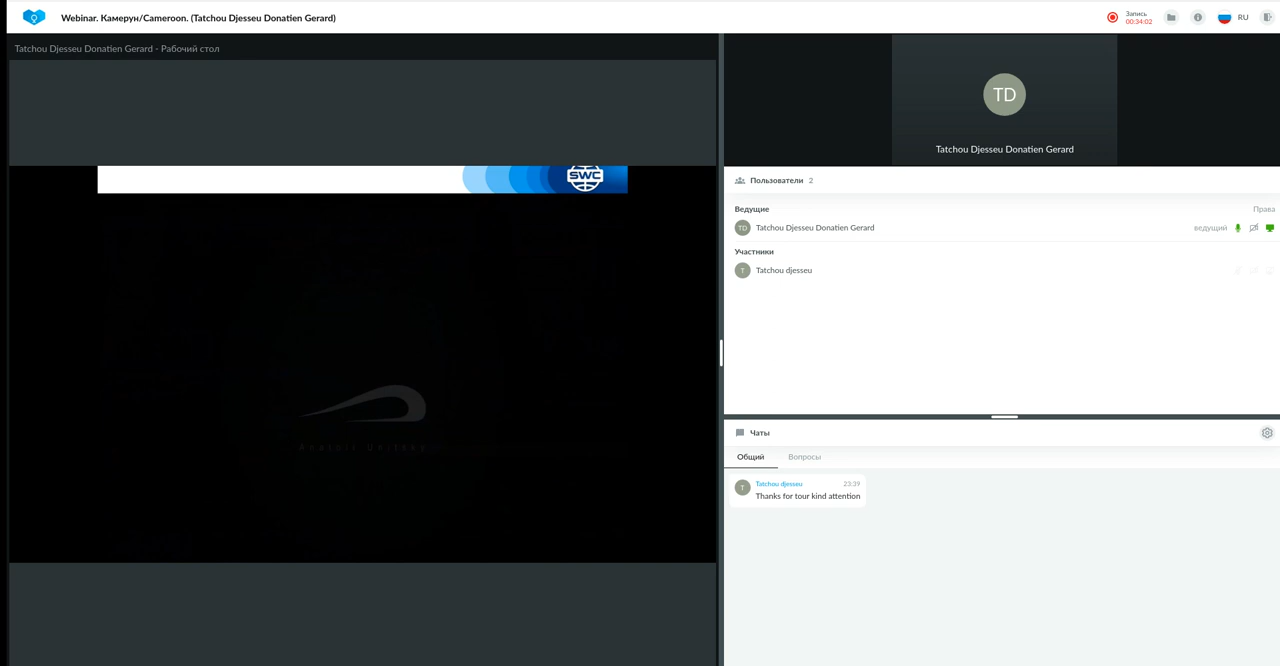 Webinar. Камерун/Cameroon. (Tatchou Djesseu Donatien Gerard)
Запись
00:34:02
RU
Tatchou Djesseu Donatien Gerard - Рабочий стол
SWC
TD
Tatchou Djesseu Donatien Gerard
Пользователи 2
Ведущие Права
TD Tatchou Djesseu Donatien Gerard ведущий
Участники
T Tatchou djesseu
Чаты
Общий Вопросы
T Tatchou djesseu 23:39
Thanks for tour kind attention